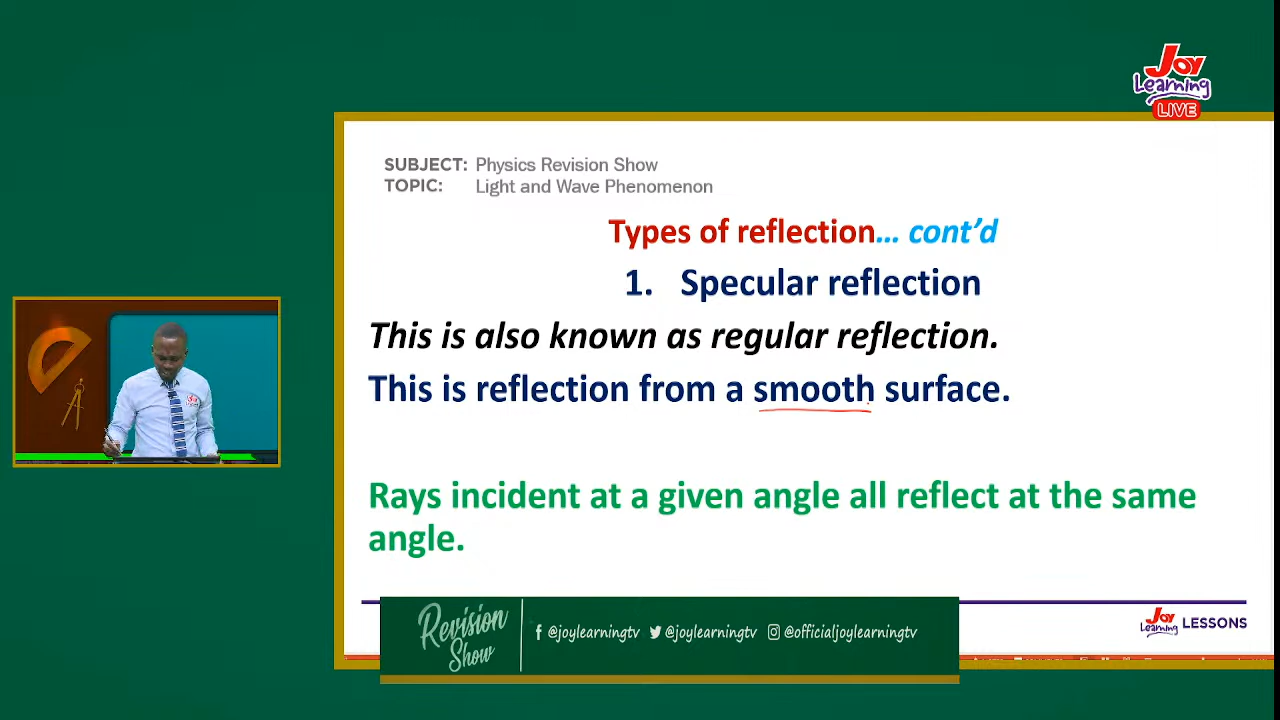 Joy
Learning
LIVE
SUBJECT: Physics Revision Show
TOPIC: Light and Wave Phenomenon
Types of reflection... cont’d
1. Specular reflection
This is also known as regular reflection.
This is reflection from a smooth surface.
Rays incident at a given angle all reflect at the same
angle.
Revision
Show
@joylearningtv @joylearningtv @officialjoylearningtv
Joy
Learning LESSONS